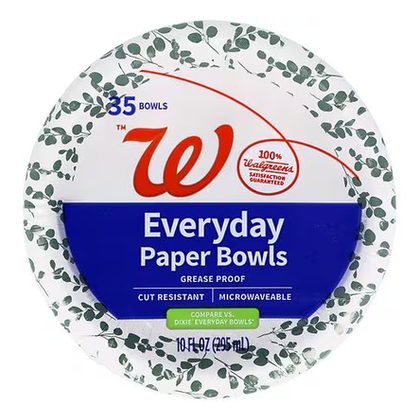 35 BOWLS
™
W
100%
Walgreens
SATISFACTION
GUARANTEED
Everyday
Paper Bowls
GREASE PROOF
CUT RESISTANT | MICROWAVEABLE
COMPARE VS.
DIXIE® EVERYDAY BOWLS*
10 FL OZ (295 mL)